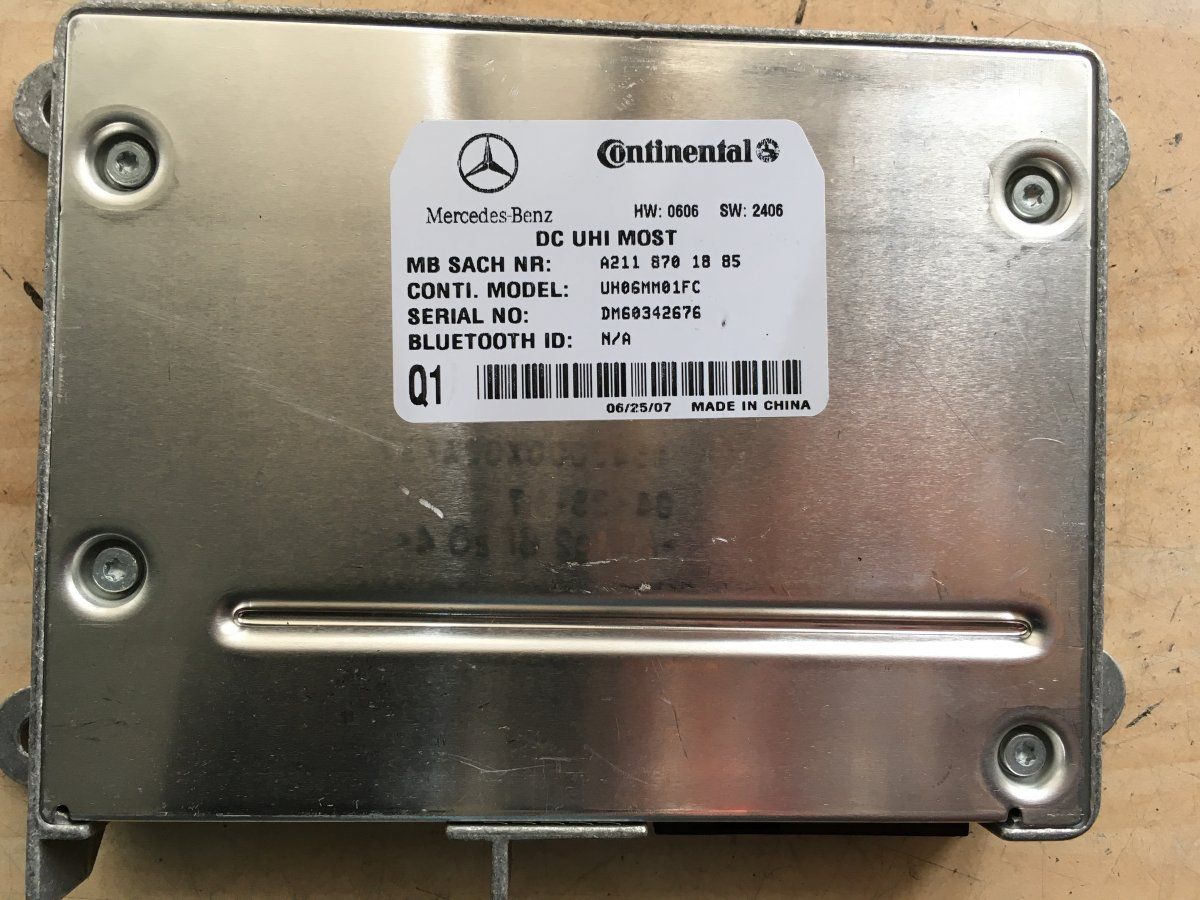 Continental
Mercedes-Benz
HW: 0606 SW: 2406
DC UHI MOST
MB SACH NR: A211 870 18 85
CONTI. MODEL: UH06MM01FC
SERIAL NO: DM60342676
BLUETOOTH ID: N/A
Q1
06/25/07 MADE IN CHINA